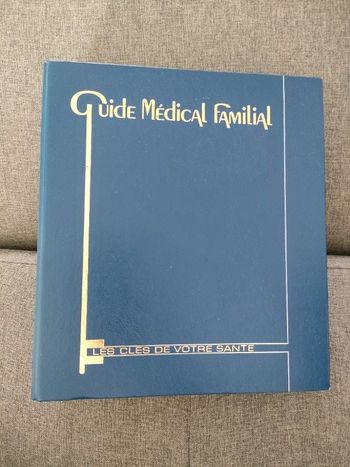 Guide Médical Familial
LES CLES DE VOTRE SANTE